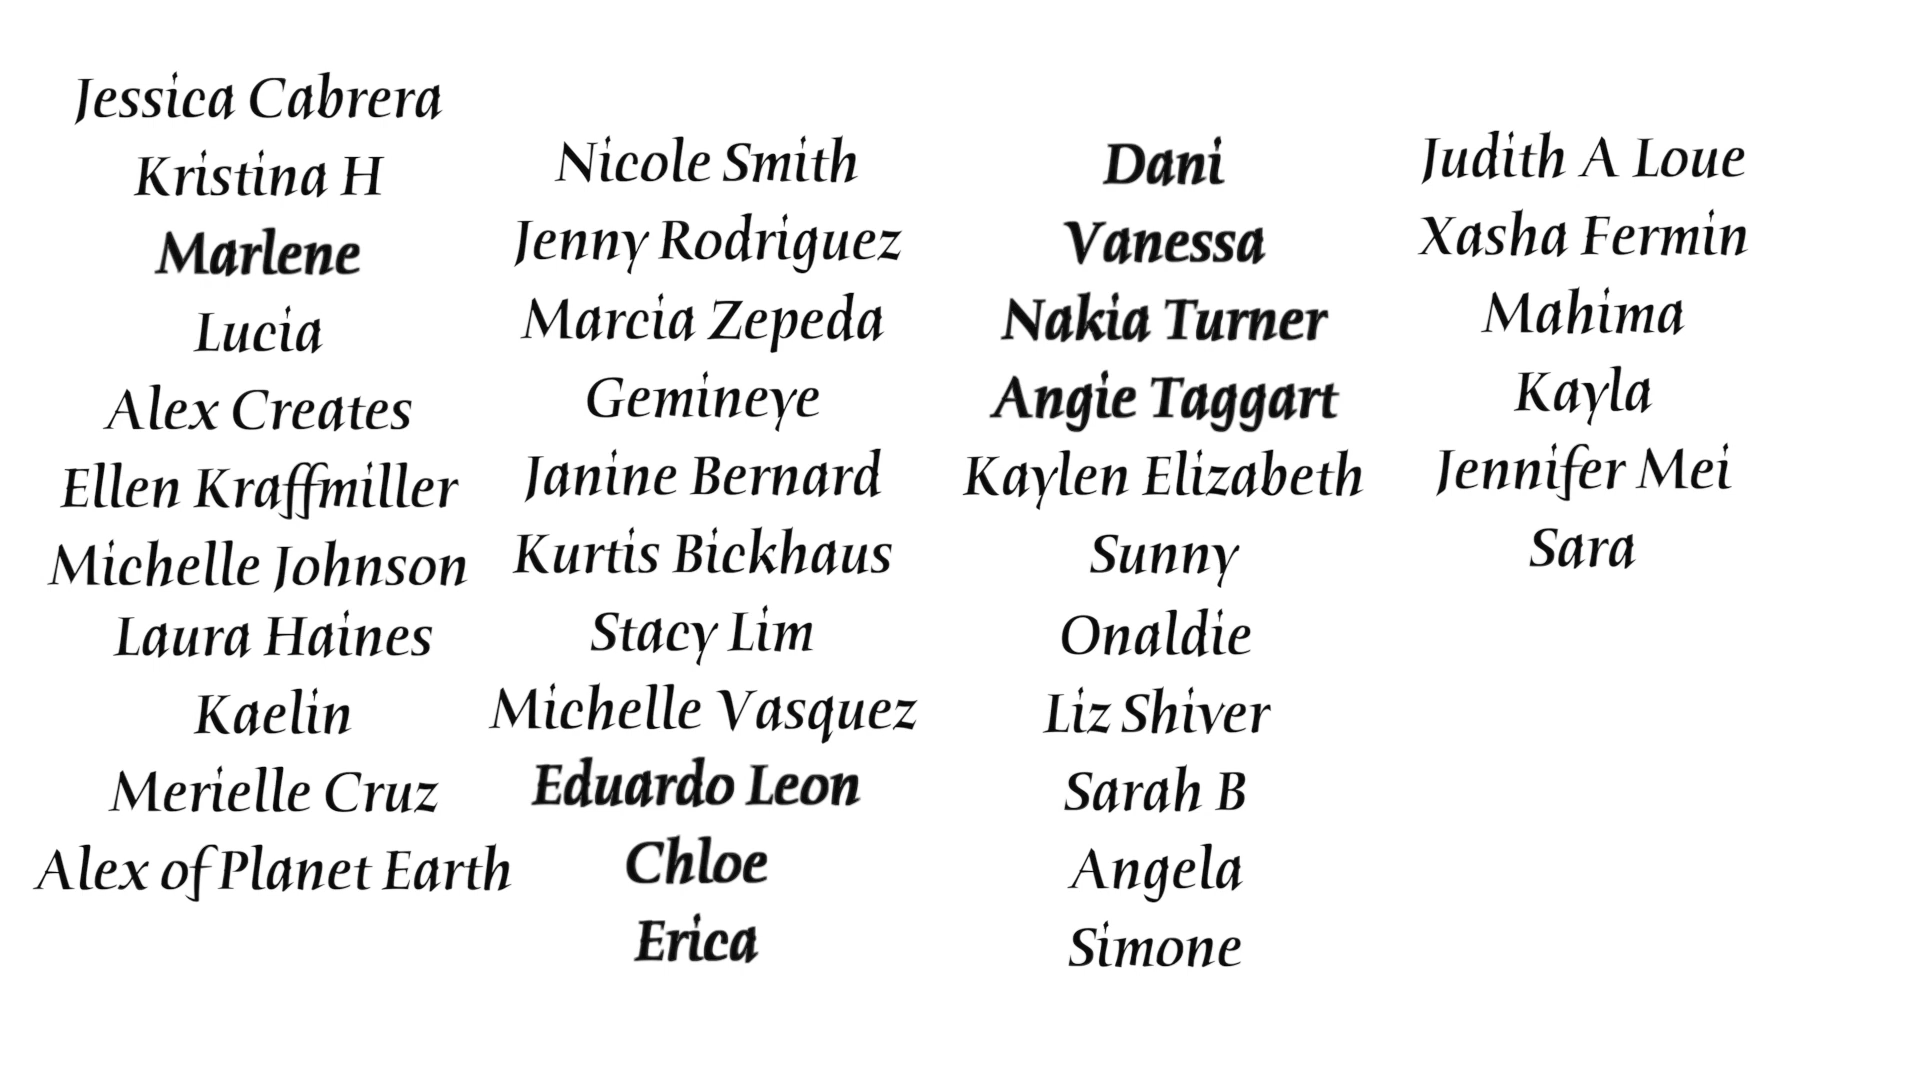 Jessica Cabrera
Kristina H
Marlene
Lucia
Alex Creates
Ellen Kraffmiller
Michelle Johnson
Laura Haines
Kaelin
Merielle Cruz
Alex of Planet Earth
Nicole Smith
Jenny Rodriguez
Marcia Zepeda
Gemineye
Janine Bernard
Kurtis Bickhaus
Stacy Lim
Michelle Vasquez
Eduardo Leon
Chloe
Erica
Dani
Vanessa
Nakia Turner
Angie Taggart
Kaylen Elizabeth
Sunny
Onaldie
Liz Shiver
Sarah B
Angela
Simone
Judith A Loue
Xasha Fermin
Mahima
Kayla
Jennifer Mei
Sara